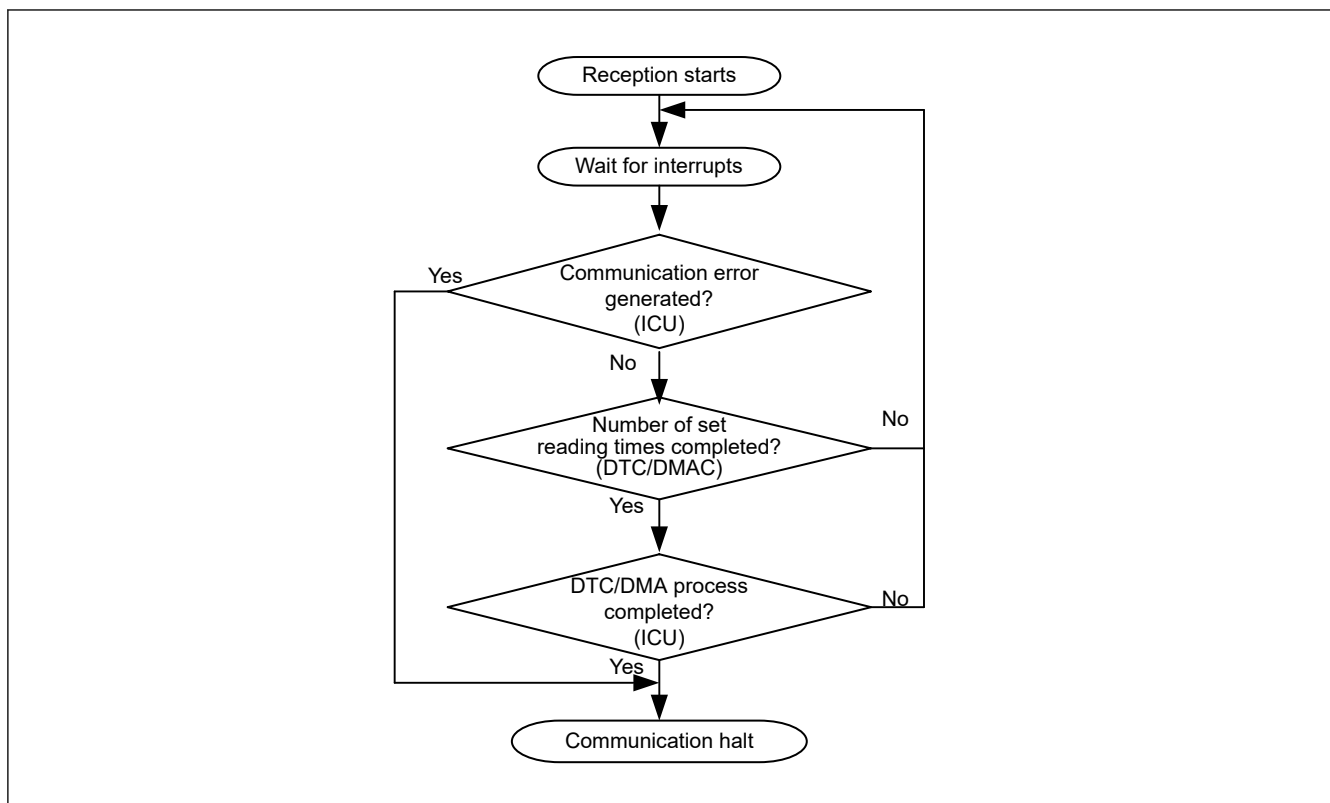 Reception starts
Wait for interrupts
Yes
Communication error
generated?
(ICU)
No
Number of set
reading times completed?
(DTC/DMAC)
No
Yes
DTC/DMA process
completed?
(ICU)
No
Yes
Communication halt